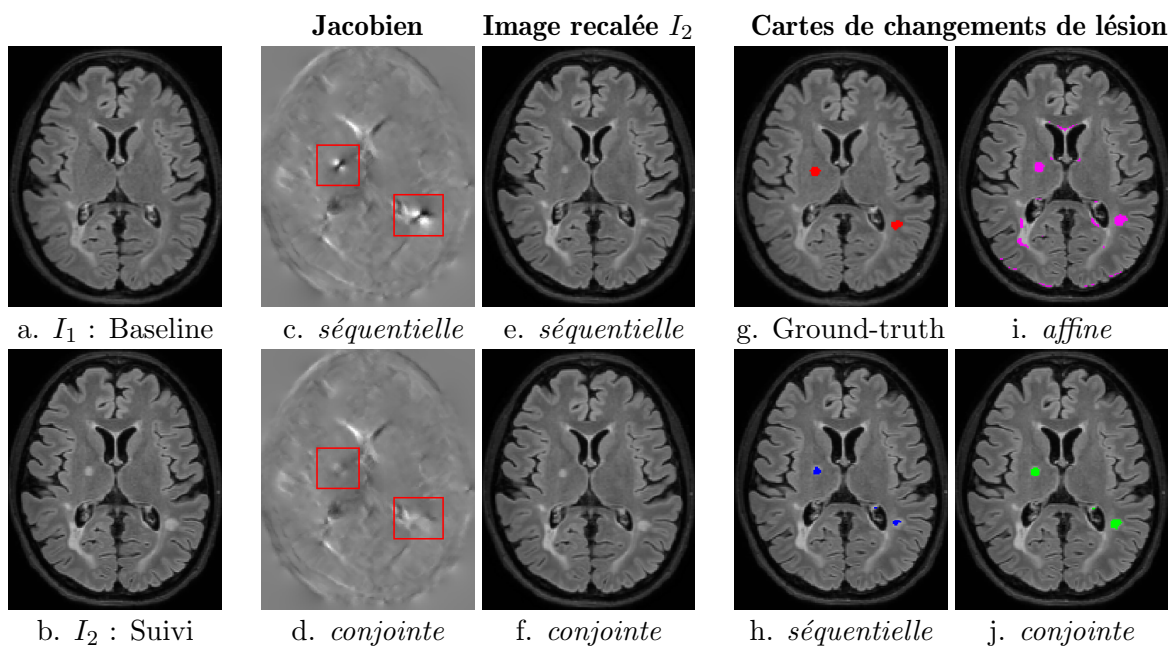 Jacobien
Image recalée I₂
Cartes de changements de lésion
a. I₁ : Baseline
c. séquentielle
e. séquentielle
g. Ground-truth
i. affine
b. I₂ : Suivi
d. conjointe
f. conjointe
h. séquentielle
j. conjointe